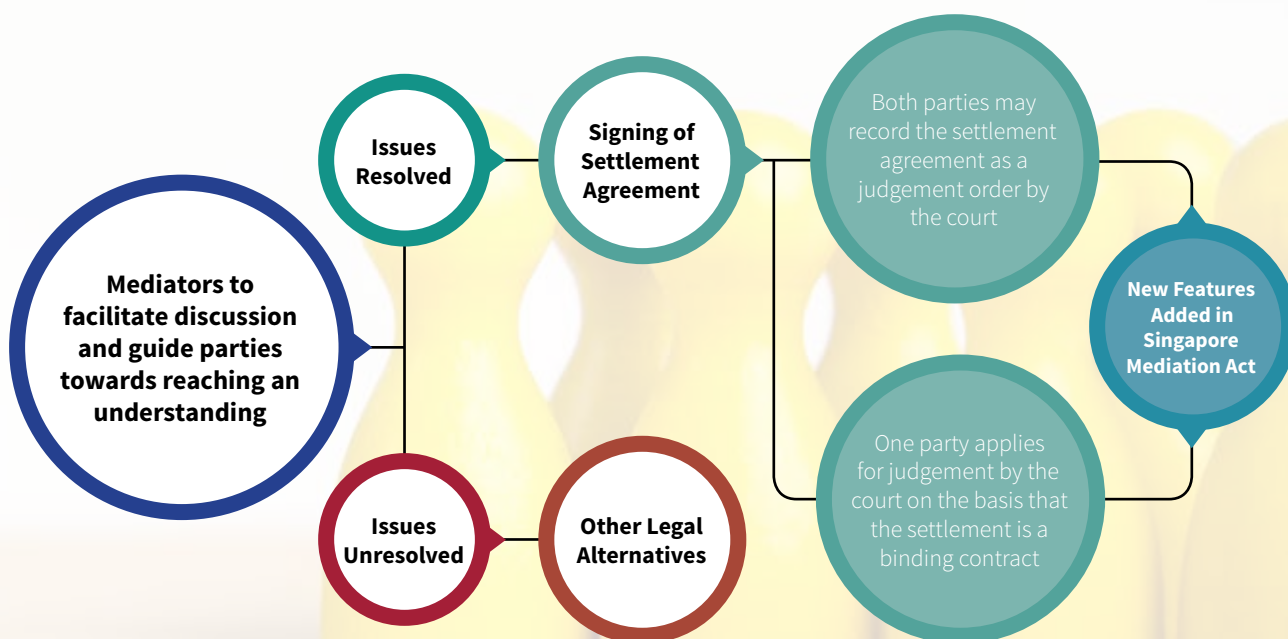 Mediators to
facilitate discussion
and guide parties
towards reaching an
understanding
Issues
Resolved
Signing of
Settlement
Agreement
Both parties may
record the settlement
agreement as a
judgement order by
the court
One party applies
for judgement by the
court on the basis that
the settlement is a
binding contract
New Features
Added in
Singapore
Mediation Act
Issues
Unresolved
Other Legal
Alternatives